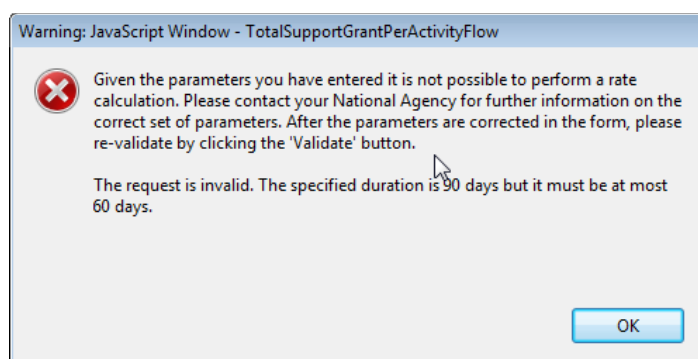 Warning: JavaScript Window - TotalSupportGrantPerActivityFlow
Given the parameters you have entered it is not possible to perform a rate
calculation. Please contact your National Agency for further information on the
correct set of parameters. After the parameters are corrected in the form, please
re-validate by clicking the 'Validate' button.
The request is invalid. The specified duration is 90 days but it must be at most
60 days.
OK